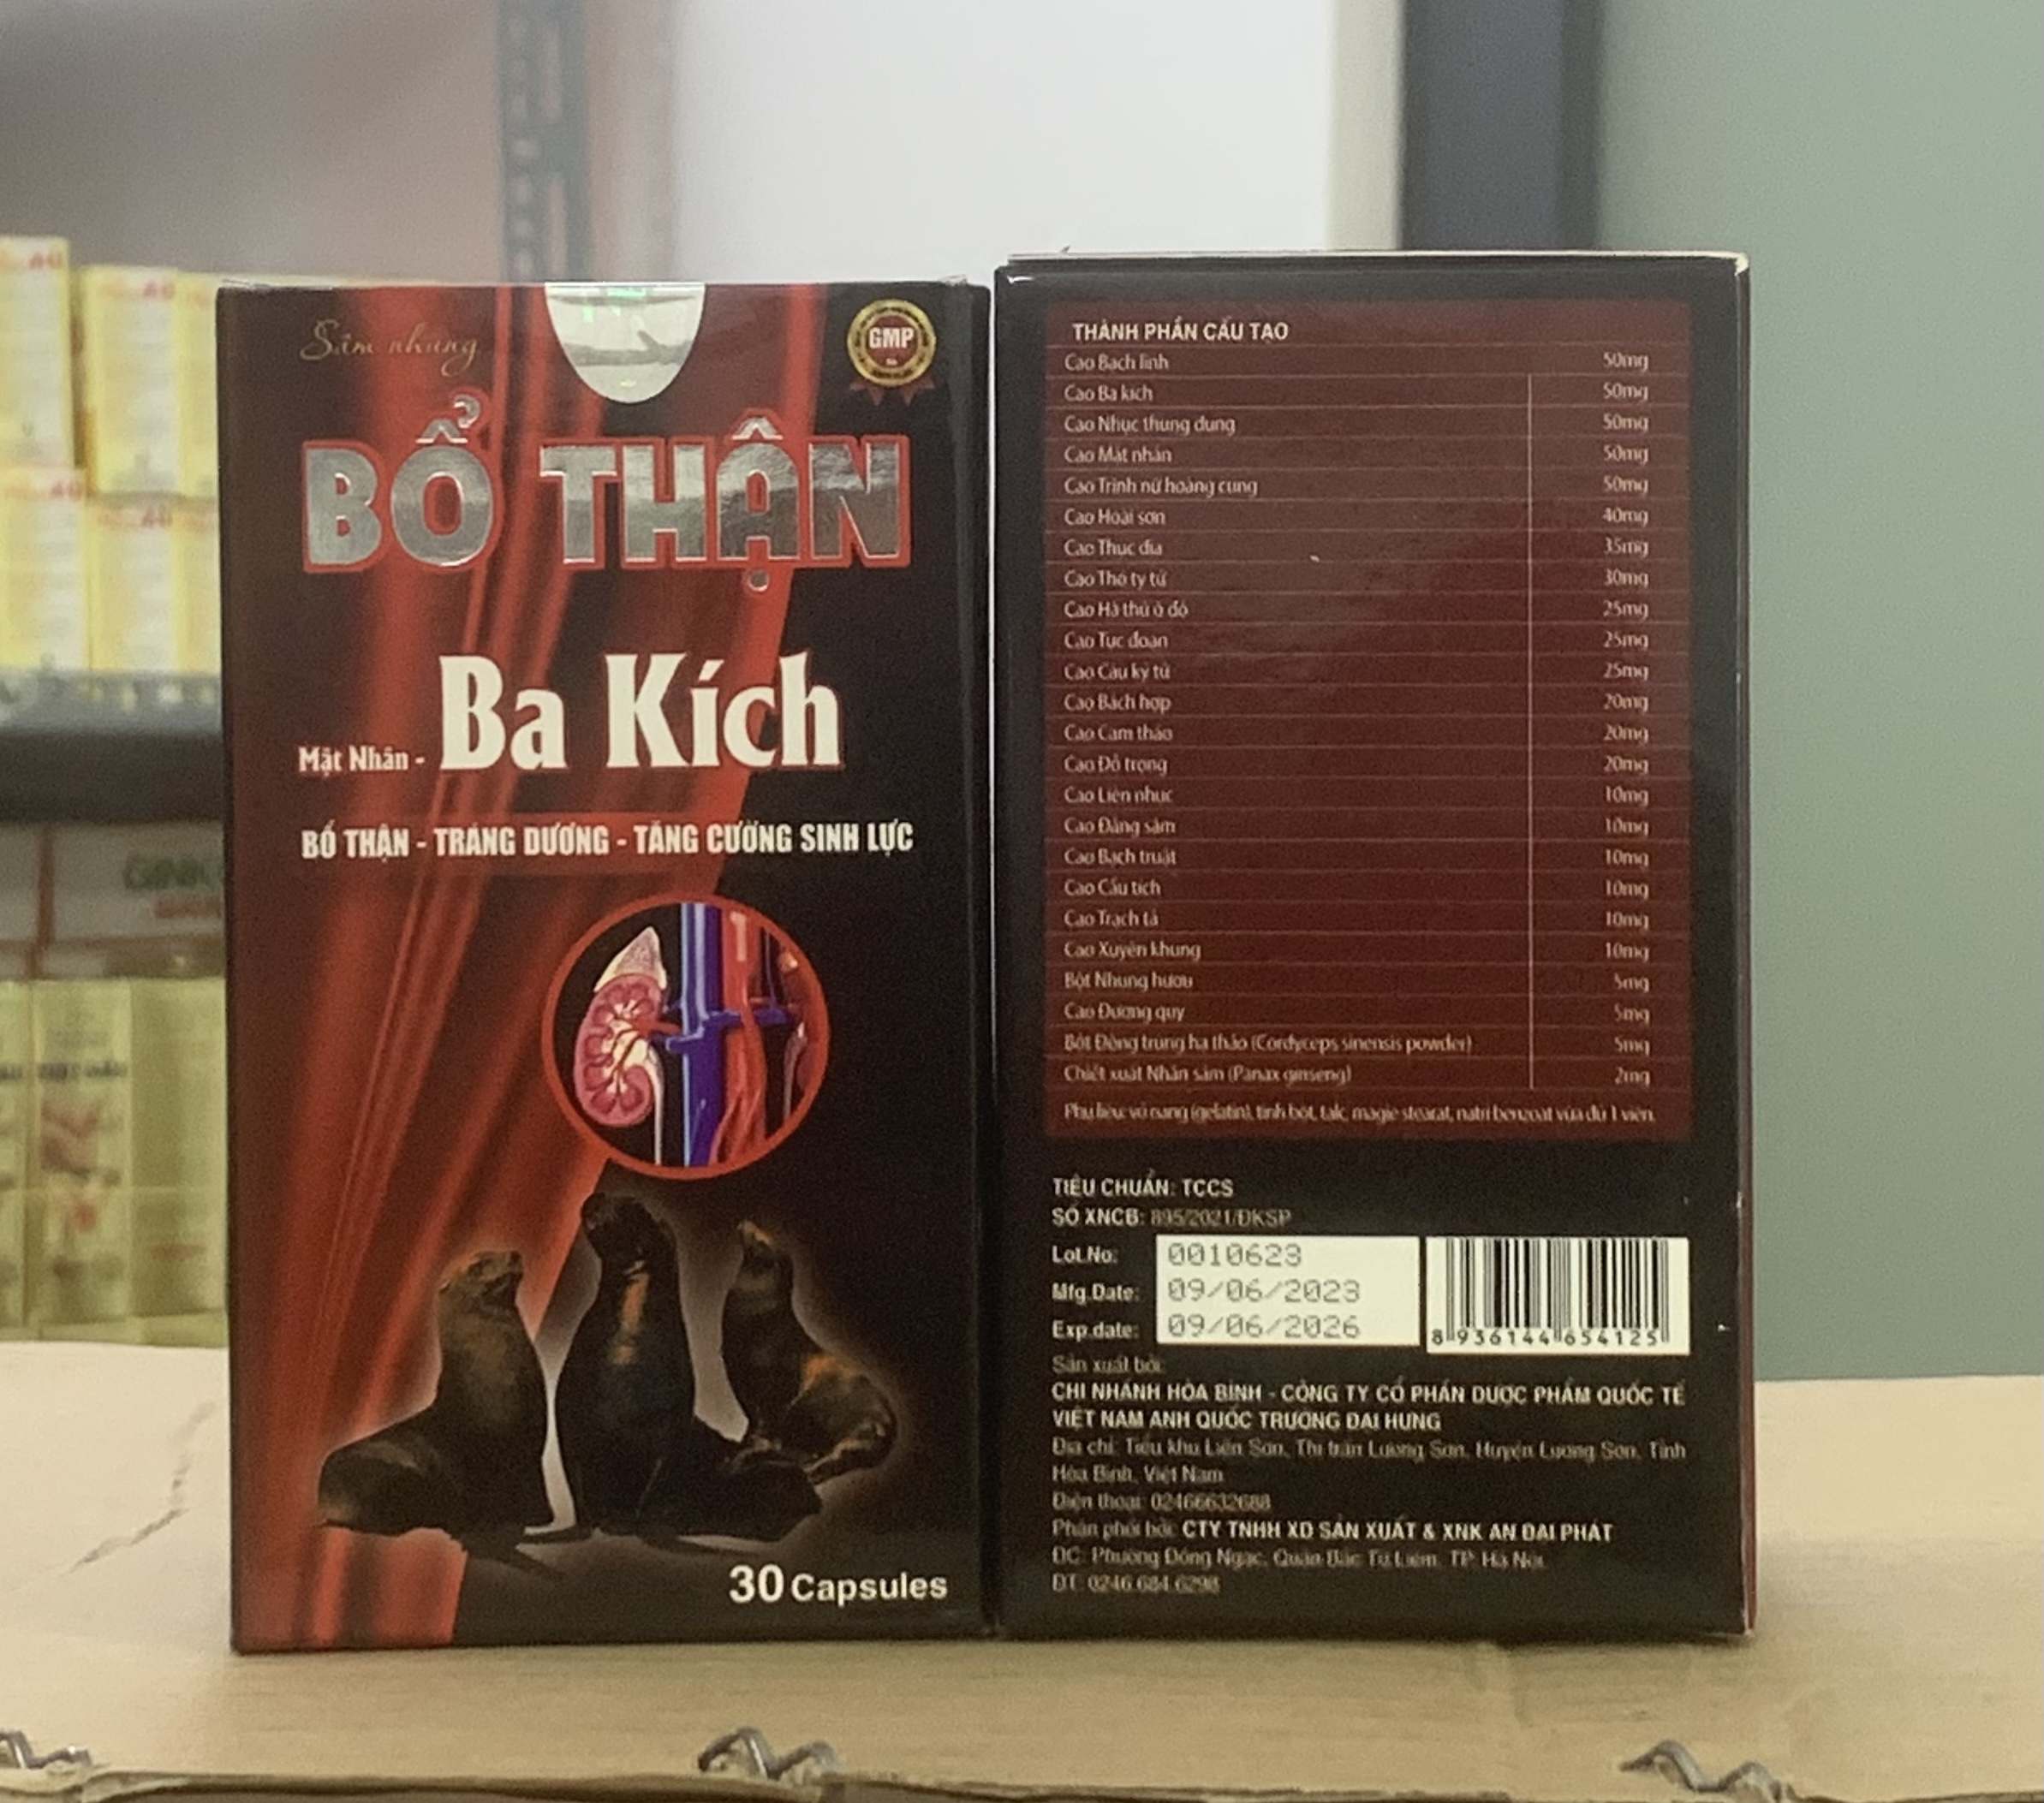 Sâm nhung
GMP
BỔ THẬN
Mật Nhân - Ba Kích
BỔ THẬN - TRÁNG DƯƠNG - TĂNG CƯỜNG SINH LỰC
30 Capsules
THÀNH PHẦN CẤU TẠO
Cao Bạch linh 50mg
Cao Ba kích 50mg
Cao Nhục thung dung 50mg
Cao Mật nhân 50mg
Cao Trinh nữ hoàng cung 50mg
Cao Hoài sơn 40mg
Cao Thục địa 35mg
Cao Thỏ ty tử 30mg
Cao Hà thủ ô đỏ 25mg
Cao Tục đoạn 25mg
Cao Câu kỷ tử 25mg
Cao Bách hợp 20mg
Cao Cam thảo 20mg
Cao Đỗ trọng 20mg
Cao Liên nhục 10mg
Cao Đảng sâm 10mg
Cao Bạch truật 10mg
Cao Cẩu tích 10mg
Cao Trạch tả 10mg
Cao Xuyên khung 10mg
Bột Nhung hươu 5mg
Cao Đương quy 5mg
Bột Đông trùng hạ thảo (Cordyceps sinensis powder) 5mg
Chiết xuất Nhân sâm (Panax ginseng) 2mg
Phụ liệu: vỏ nang (gelatin), tinh bột, talc, magie stearat, natri benzoat vừa đủ 1 viên.
TIÊU CHUẨN: TCCS
SỐ XNCB: 895/2021/ĐKSP
Lot.No: 0010623
Mfg.Date: 09/06/2023
Exp.date: 09/06/2026
8 936144 654125
Sản xuất bởi:
CHI NHÁNH HÒA BÌNH - CÔNG TY CỔ PHẦN DƯỢC PHẨM QUỐC TẾ
VIỆT NAM ANH QUỐC TRƯỜNG ĐẠI HƯNG
Địa chỉ: Tiểu khu Liên Sơn, Thị trấn Lương Sơn, Huyện Lương Sơn, Tỉnh
Hòa Bình, Việt Nam
Điện thoại: 02466632688
Phân phối bởi: CTY TNHH XD SẢN XUẤT & XNK AN ĐẠI PHÁT
ĐC: Phường Đông Ngạc, Quận Bắc Từ Liêm, TP. Hà Nội
ĐT: 0246.684.6298